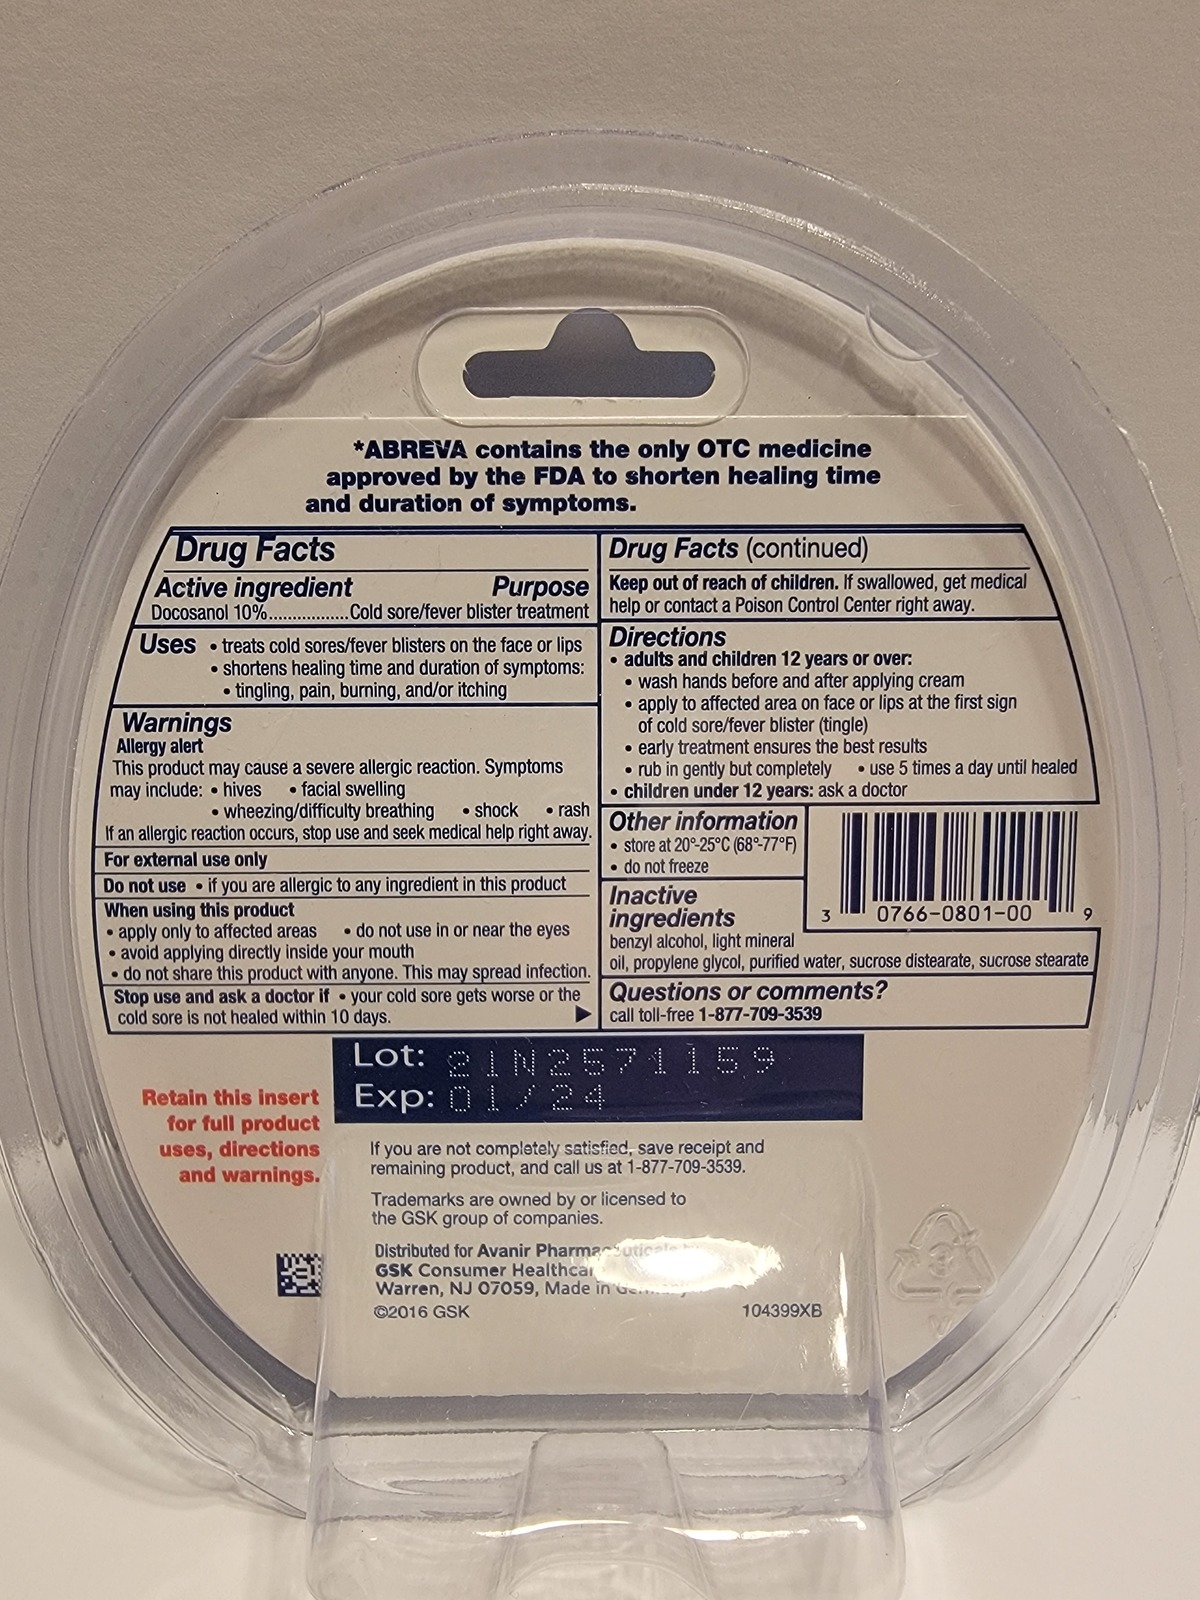 *ABREVA contains the only OTC medicine
approved by the FDA to shorten healing time
and duration of symptoms.
Drug Facts
Active ingredient Purpose
Docosanol 10%..................Cold sore/fever blister treatment
Uses • treats cold sores/fever blisters on the face or lips
• shortens healing time and duration of symptoms:
• tingling, pain, burning, and/or itching
Warnings
Allergy alert
This product may cause a severe allergic reaction. Symptoms
may include: • hives • facial swelling
• wheezing/difficulty breathing • shock • rash
If an allergic reaction occurs, stop use and seek medical help right away.
For external use only
Do not use • if you are allergic to any ingredient in this product
When using this product
• apply only to affected areas • do not use in or near the eyes
• avoid applying directly inside your mouth
• do not share this product with anyone. This may spread infection.
Stop use and ask a doctor if • your cold sore gets worse or the
cold sore is not healed within 10 days.
Drug Facts (continued)
Keep out of reach of children. If swallowed, get medical
help or contact a Poison Control Center right away.
Directions
• adults and children 12 years or over:
• wash hands before and after applying cream
• apply to affected area on face or lips at the first sign
of cold sore/fever blister (tingle)
• early treatment ensures the best results
• rub in gently but completely • use 5 times a day until healed
• children under 12 years: ask a doctor
Other information
• store at 20°-25°C (68°-77°F)
• do not freeze
3 0766-0801-00 9
Inactive
ingredients
benzyl alcohol, light mineral
oil, propylene glycol, purified water, sucrose distearate, sucrose stearate
Questions or comments?
call toll-free 1-877-709-3539
Lot: 21N2571159
Exp: 01/24
Retain this insert
for full product
uses, directions
and warnings.
If you are not completely satisfied, save receipt and
remaining product, and call us at 1-877-709-3539.
Trademarks are owned by or licensed to
the GSK group of companies.
Distributed for Avanir Pharmaceuticals
GSK Consumer Healthcare
Warren, NJ 07059, Made in
©2016 GSK 104399XB